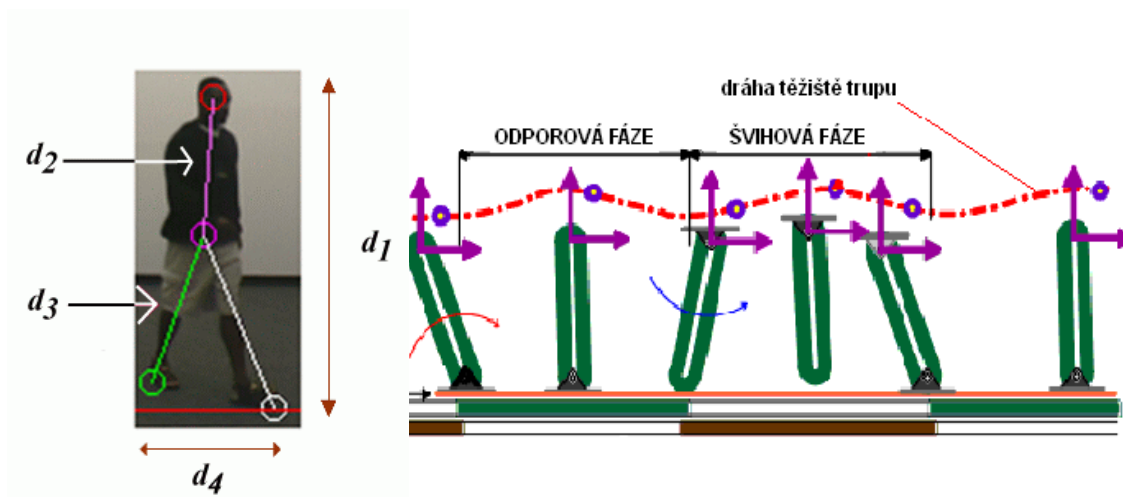 d2
d1
d3
d4
dráha těžiště trupu
ODPOROVÁ FÁZE
ŠVIHOVÁ FÁZE